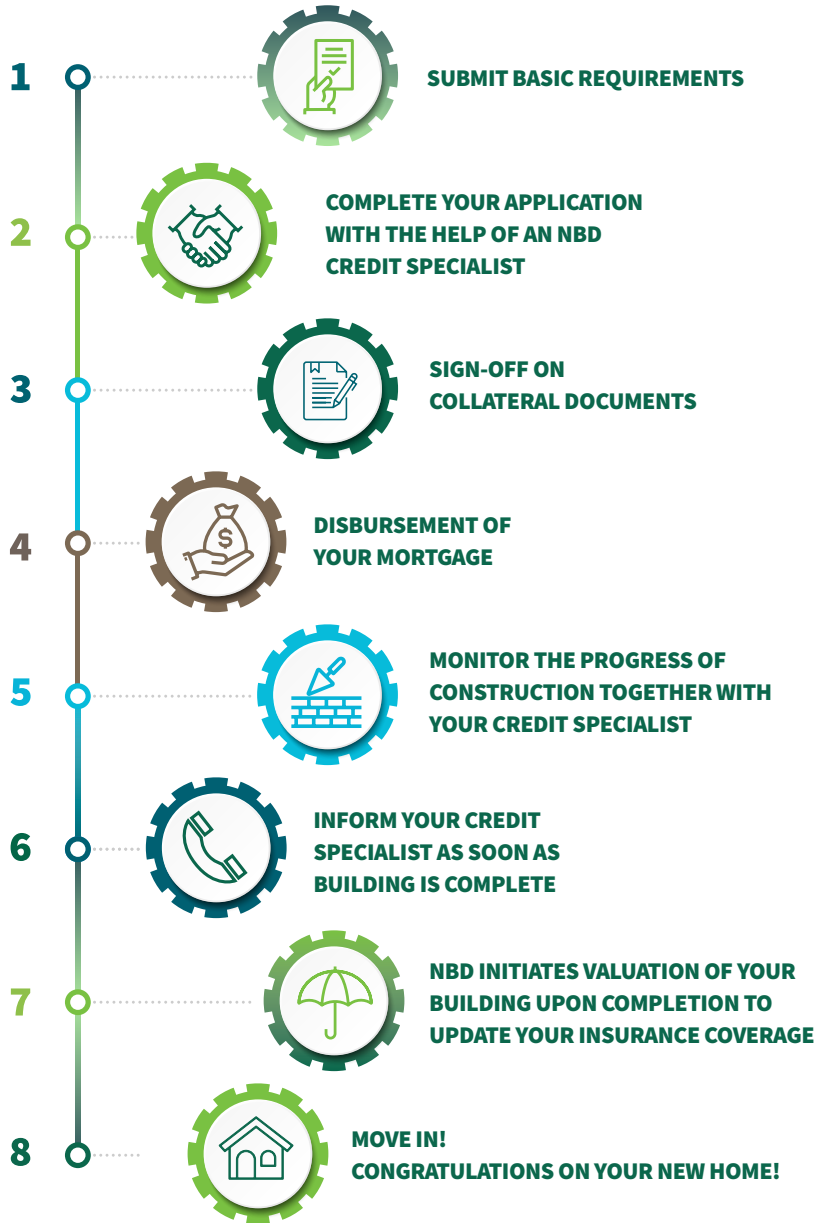 1
SUBMIT BASIC REQUIREMENTS
2
COMPLETE YOUR APPLICATION
WITH THE HELP OF AN NBD
CREDIT SPECIALIST
3
SIGN-OFF ON
COLLATERAL DOCUMENTS
4
$
DISBURSEMENT OF
YOUR MORTGAGE
5
MONITOR THE PROGRESS OF
CONSTRUCTION TOGETHER WITH
YOUR CREDIT SPECIALIST
6
INFORM YOUR CREDIT
SPECIALIST AS SOON AS
BUILDING IS COMPLETE
7
NBD INITIATES VALUATION OF YOUR
BUILDING UPON COMPLETION TO
UPDATE YOUR INSURANCE COVERAGE
8
MOVE IN!
CONGRATULATIONS ON YOUR NEW HOME!